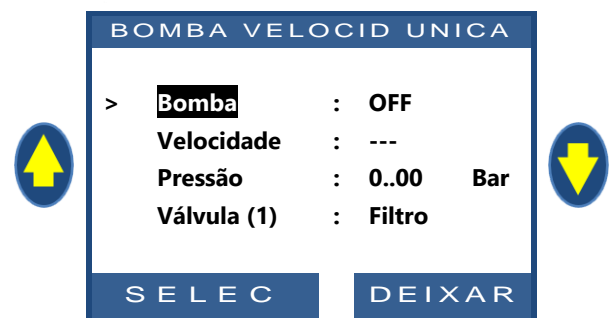 BOMBA VELOCID UNICA
> Bomba : OFF
Velocidade : ---
Pressão : 0..00 Bar
Válvula (1) : Filtro
SELEC DEIXAR